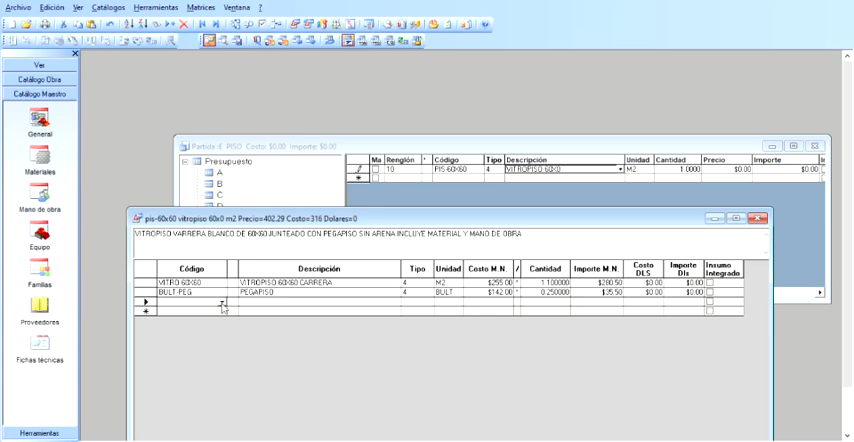 Archivo Edición Ver Catálogos Herramientas Matrices Ventana ?
Ver
Catálogo Obra
Catálogo Maestro
General
Materiales
Mano de obra
Equipo
Familias
Proveedores
Fichas técnicas
Herramientas
Partida :E PISO Costo: $0.00 Importe: $0.00
Presupuesto
A
B
C
Ma Renglón * Código Tipo Descripción Unidad Cantidad Precio Importe
10 PIS-60X60 4 VITROPISO 60X0 M2 1.0000 $0.00 $0.00
pis-60x60 vitropiso 60x0 m2 Precio=402.29 Costo=316 Dolares=0
VITROPISO VARRERA BLANCO DE 60X60 JUNTEADO CON PEGAPISO SIN ARENA INCLUYE MATERIAL Y MANO DE OBRA
Código Descripción Tipo Unidad Costo M.N. / Cantidad Importe M.N. Costo DLS Importe Dls Insumo Integrado
VITRO 60X60 VITROPISO 60X60 CARRERA 4 M2 $255.00 * 1.100000 $280.50 $0.00 $0.00
BULT-PEG PEGAPISO 4 BULT $142.00 * 0.250000 $35.50 $0.00 $0.00